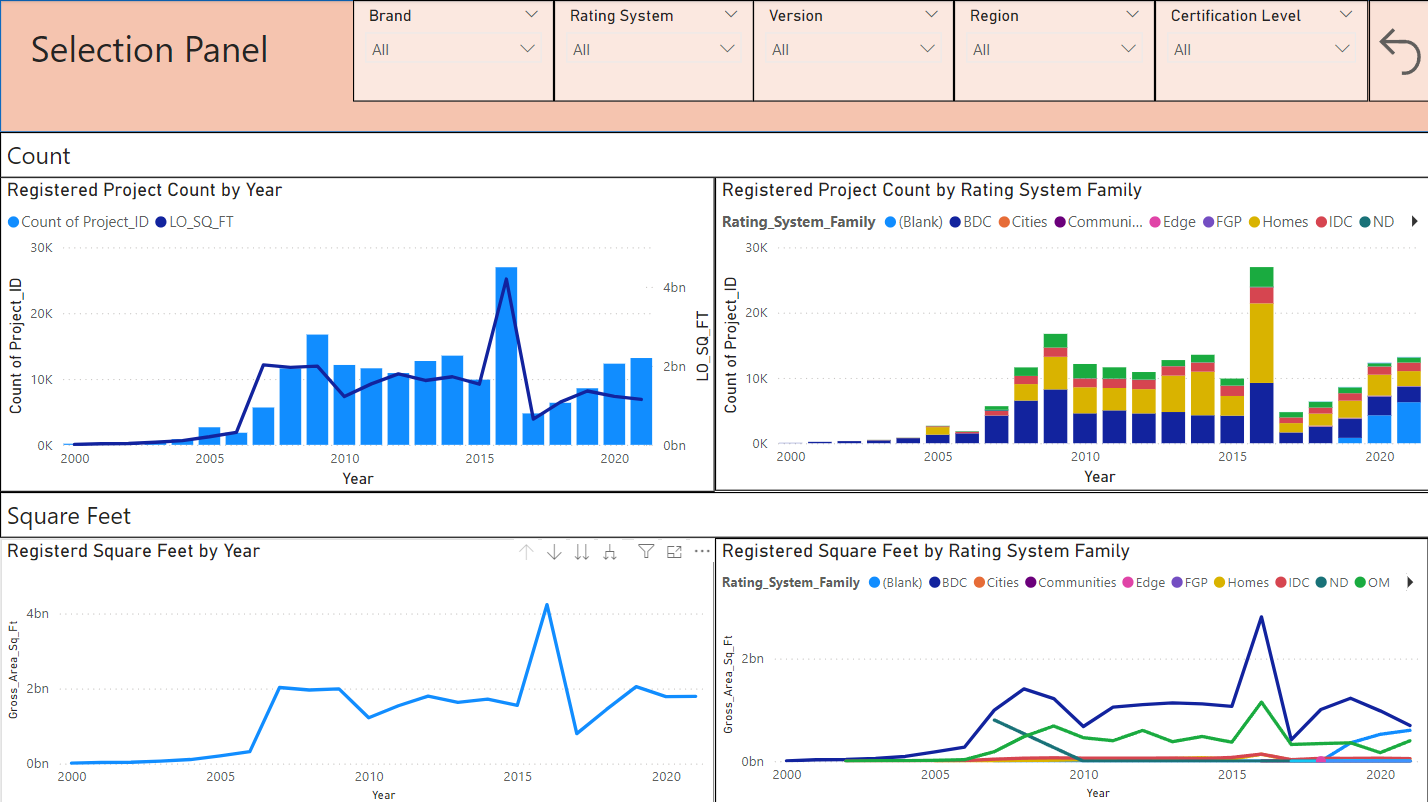 Selection Panel
Brand
All
Rating System
All
Version
All
Region
All
Certification Level
All
Count
Registered Project Count by Year
Count of Project_ID LO_SQ_FT
30K
20K
10K
0K
4bn
2bn
0bn
Count of Project_ID
LO_SQ_FT
2000 2005 2010 2015 2020
Year
Registered Project Count by Rating System Family
Rating_System_Family (Blank) BDC Cities Communi... Edge FGP Homes IDC ND
30K
20K
10K
0K
Count of Project_ID
2000 2005 2010 2015 2020
Year
Square Feet
Registerd Square Feet by Year
4bn
2bn
0bn
Gross_Area_Sq_Ft
2000 2005 2010 2015 2020
Year
Registered Square Feet by Rating System Family
Rating_System_Family (Blank) BDC Cities Communities Edge FGP Homes IDC ND OM
2bn
0bn
Gross_Area_Sq_Ft
2000 2005 2010 2015 2020
Year